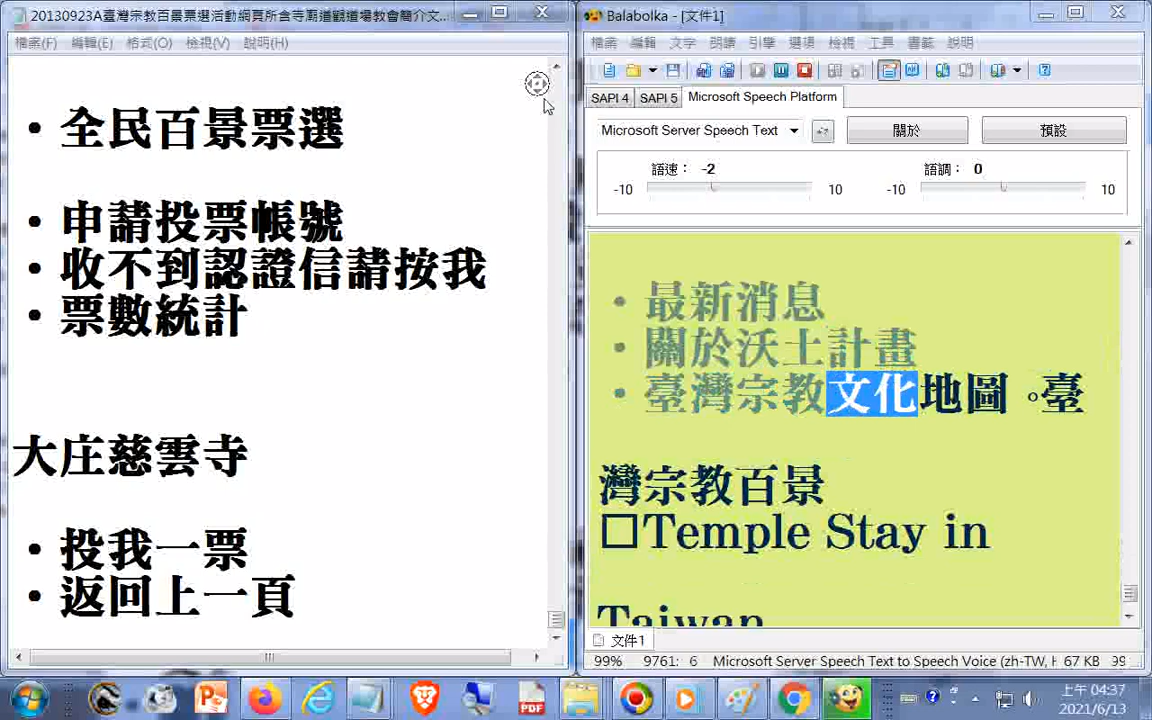 20130923A臺灣宗教百景票選活動網頁所含寺廟道觀道場教會簡介文...
檔案(F) 編輯(E) 格式(O) 檢視(V) 說明(H)
• 全民百景票選
• 申請投票帳號
• 收不到認證信請按我
• 票數統計
大庄慈雲寺
• 投我一票
• 返回上一頁
Balabolka - [文件1]
檔案 編輯 文字 朗讀 引擎 選項 檢視 工具 書籤 說明
SAPI 4 SAPI 5 Microsoft Speech Platform
Microsoft Server Speech Text 關於 預設
語速： -2 語調： 0
-10 10 -10 10
• 最新消息
• 關於沃土計畫
• 臺灣宗教文化地圖 。臺
灣宗教百景
□Temple Stay in
Taiwan
文件1
99% 9761: 6 Microsoft Server Speech Text to Speech Voice (zh-TW, H 67 KB 99
PDF
上午 04:37
2021/6/13